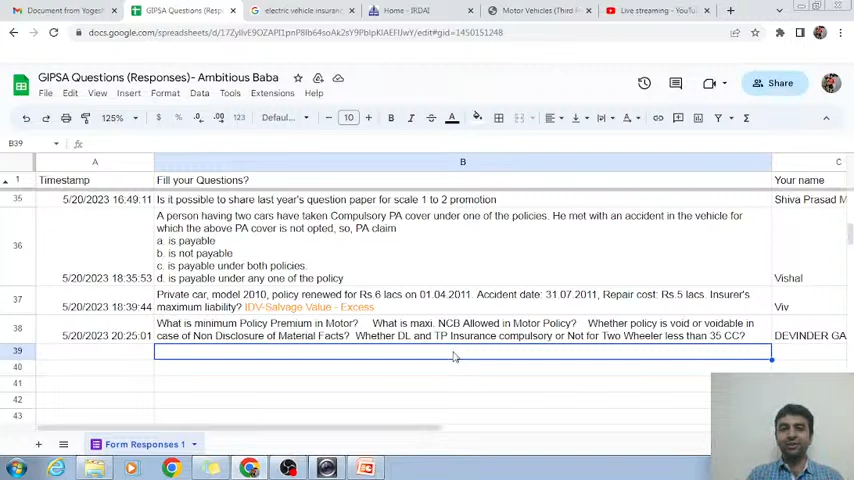 Document from Yogesh
GIPSA Questions (Resp
electric vehicle insuranc
Home - IRDAI
Motor Vehicles (Third P
Live streaming - YouTu
docs.google.com/spreadsheets/d/
/edit#gid=1450151248
GIPSA Questions (Responses)- Ambitious Baba
File Edit View Insert Format Data Tools Extensions Help
Share
125% $ % .0 .00 123 Defaul... 10 B I A
B39 fx
A B C
1 Timestamp Fill your Questions? Your name
35 5/20/2023 16:49:11 Is it possible to share last year's question paper for scale 1 to 2 promotion Shiva Prasad M
A person having two cars have taken Compulsory PA cover under one of the policies. He met with an accident in the vehicle for
which the above PA cover is not opted, so, PA claim
a. is payable
36 b. is not payable
c. is payable under both policies.
5/20/2023 18:35:53 d. is payable under any one of the policy Vishal
37 Private car, model 2010, policy renewed for Rs.6 lacs on 01.04.2011. Accident date: 31.07.2011, Repair cost: Rs.5 lacs. Insurer's
5/20/2023 18:39:44 maximum liability? IDV-Salvage Value - Excess Viv
38 What is minimum Policy Premium in Motor? What is maxi. NCB Allowed in Motor Policy? Whether policy is void or voidable in
5/20/2023 20:25:01 case of Non Disclosure of Material Facts? Whether DL and TP Insurance compulsory or Not for Two Wheeler less than 35 CC? DEVINDER GA
39
40
41
42
43
Form Responses 1